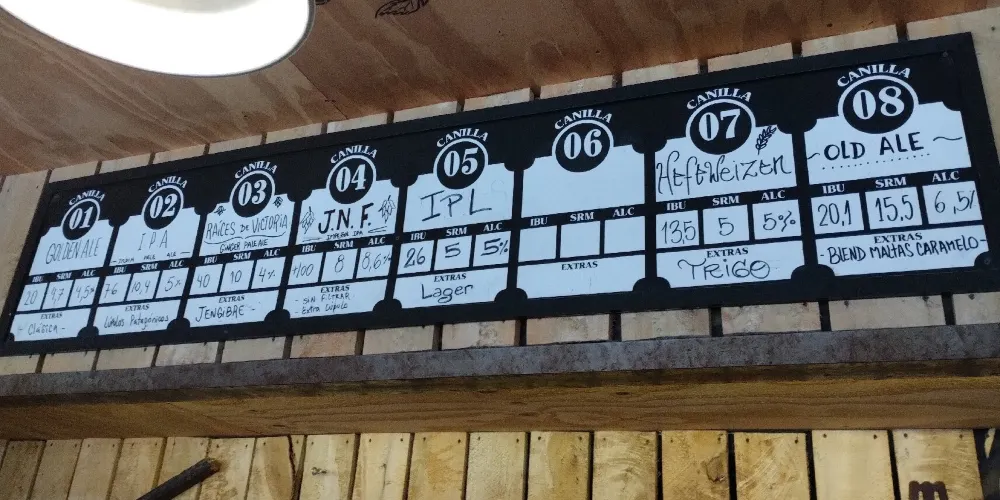 CANILLA
01
GOLDEN ALE
IBU SRM ALC
20 4,7 4,5%
EXTRAS
- Clásica -
CANILLA
02
IPA
- INDIA PALE ALE -
IBU SRM ALC
76 10,4 5%
EXTRAS
Lúpulos Patagónicos
CANILLA
03
RAÍCES DE VICTORIA
GINGER PALE ALE
IBU SRM ALC
40 10 4%
EXTRAS
JENGIBRE -
CANILLA
04
J.N.F.
IMPERIAL IPA
IBU SRM ALC
+100 8 8,6%
EXTRAS
- SIN FILTRAR
- Extra Lúpulo
CANILLA
05
IPL
IBU SRM ALC
26 5 5%
EXTRAS
Lager
CANILLA
06
IBU SRM ALC
EXTRAS
CANILLA
07
HefeWeizen
IBU SRM ALC
13,5 5 5%
EXTRAS
TRIGO
CANILLA
08
~ OLD ALE ~
IBU SRM ALC
20,1 15,5 6,5%
EXTRAS
- BLEND MALTAS CARAMELO -